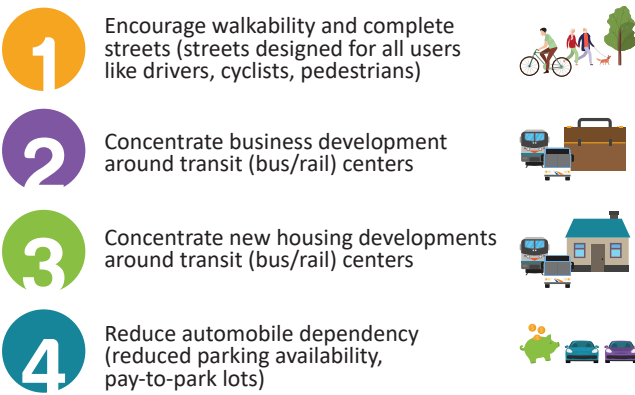 1
Encourage walkability and complete
streets (streets designed for all users
like drivers, cyclists, pedestrians)
2
Concentrate business development
around transit (bus/rail) centers
3
Concentrate new housing developments
around transit (bus/rail) centers
4
Reduce automobile dependency
(reduced parking availability,
pay-to-park lots)